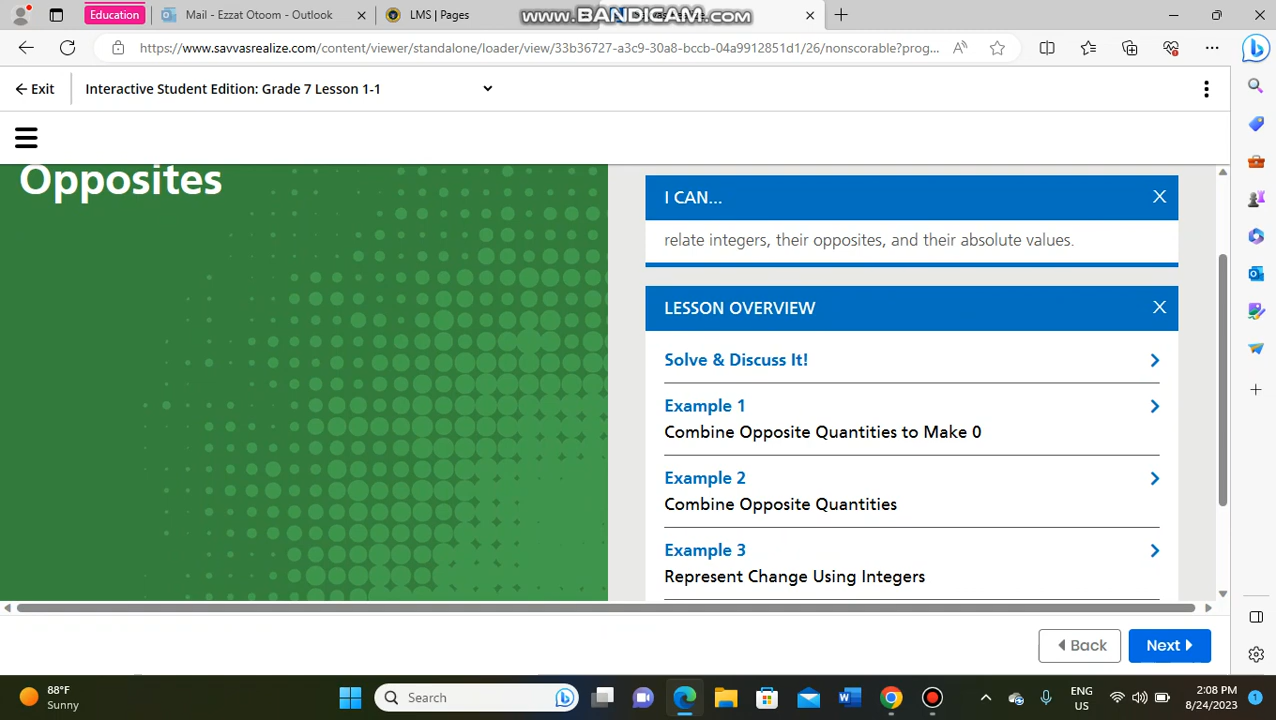 Education
Mail - Ezzat Otoom - Outlook
LMS | Pages
www.BANDICAM.com
https://www.savvasrealize.com/content/viewer/standalone/loader/view/33b36727-a3c9-30a8-bccb-04a9912851d1/26/nonscorable?prog...
Exit
Interactive Student Edition: Grade 7 Lesson 1-1
Opposites
I CAN...
relate integers, their opposites, and their absolute values.
LESSON OVERVIEW
Solve & Discuss It!
Example 1
Combine Opposite Quantities to Make 0
Example 2
Combine Opposite Quantities
Example 3
Represent Change Using Integers
Back
Next
88°F
Sunny
Search
ENG
US
2:08 PM
8/24/2023
1